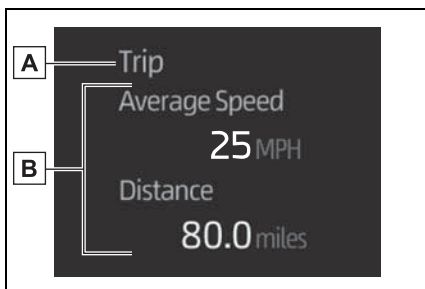 A
Trip
Average Speed
25 MPH
B
Distance
80.0 miles